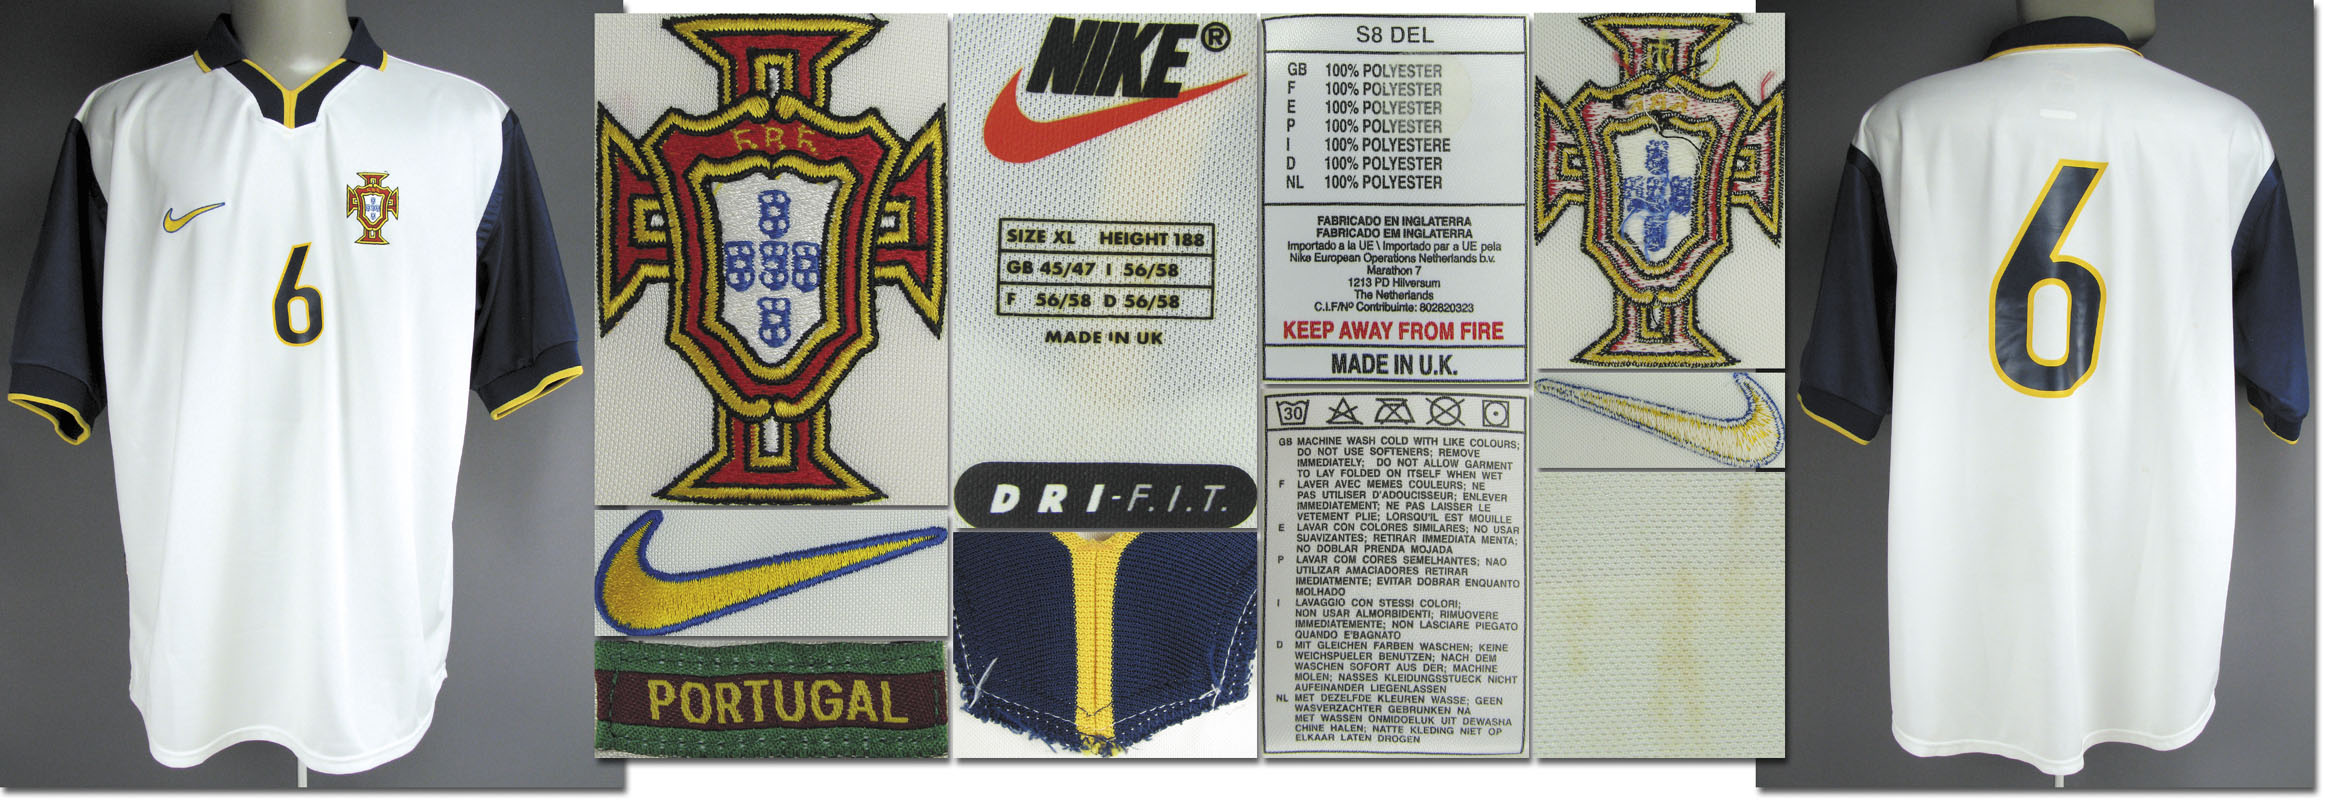 6
F.P.F.
PORTUGAL
NIKE®
SIZE XL HEIGHT 188
GB 45/47 I 56/58
F 56/58 D 56/58
MADE IN UK
DRI-F.I.T.
S8 DEL
GB 100% POLYESTER
F 100% POLYESTER
E 100% POLYESTER
P 100% POLYESTER
I 100% POLYESTERE
D 100% POLYESTER
NL 100% POLYESTER
FABRICADO EN INGLATERRA
FABRICADO EM INGLATERRA
Importado a la UE \ Importado par a UE pela
Nike European Operations Netherlands b.v.
Marathon 7
1213 PD Hilversum
The Netherlands
C.I.F/Nº Contribuinte: 802820323
KEEP AWAY FROM FIRE
MADE IN U.K.
30
GB MACHINE WASH COLD WITH LIKE COLOURS;
DO NOT USE SOFTENERS; REMOVE
IMMEDIATELY; DO NOT ALLOW GARMENT
TO LAY FOLDED ON ITSELF WHEN WET
F LAVER AVEC MEMES COULEURS; NE
PAS UTILISER D'ADOUCISSEUR; ENLEVER
IMMEDIATEMENT; NE PAS LAISSER LE
VETEMENT PLIE; LORSQU'IL EST MOUILLE
E LAVAR CON COLORES SIMILARES; NO USAR
SUAVIZANTES; RETIRAR IMMEDIATA MENTA;
NO DOBLAR PRENDA MOJADA
P LAVAR COM CORES SEMELHANTES; NAO
UTILIZAR AMACIADORES RETIRAR
IMEDIATMENTE; EVITAR DOBRAR ENQUANTO
MOLHADO
I LAVAGGIO CON STESSI COLORI;
NON USAR ALMORBIDENTI; RIMUOVERE
IMMEDIATEMENTE; NON LASCIARE PIEGATO
QUANDO E'BAGNATO
D MIT GLEICHEN FARBEN WASCHEN; KEINE
WEICHSPUELER BENUTZEN; NACH DEM
WASCHEN SOFORT AUS DER; MACHINE
MOLEN; NASSES KLEIDUNGSSTUECK NICHT
AUFEINANDER LIEGENLASSEN
NL MET DEZELFDE KLEUREN WASSE; GEEN
WASVERZACHTER GEBRUNKEN NA
MET WASSEN ONMIDOELUK UIT DEWASHA
CHINE HALEN; NATTE KLEDING NIET OP
ELKAAR LATEN DROGEN
6